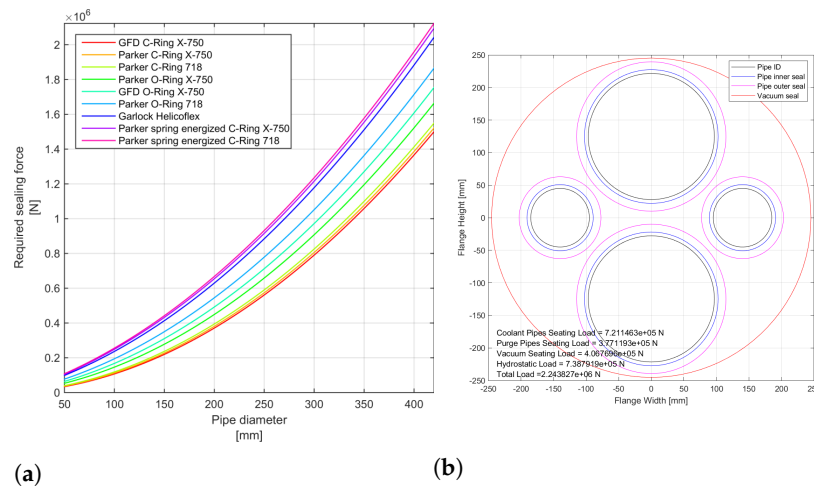 ×10⁶
2
1.8
1.6
1.4
1.2
1
0.8
0.6
0.4
0.2
0
50 100 150 200 250 300 350 400
Required sealing force
[N]
Pipe diameter
[mm]
GFD C-Ring X-750
Parker C-Ring X-750
Parker C-Ring 718
Parker O-Ring X-750
GFD O-Ring X-750
Parker O-Ring 718
Garlock Helicoflex
Parker spring energized C-Ring X-750
Parker spring energized C-Ring 718
(a)
250
200
150
100
50
0
-50
-100
-150
-200
-250
-250 -200 -150 -100 -50 0 50 100 150 200 250
Flange Height [mm]
Flange Width [mm]
Pipe ID
Pipe inner seal
Pipe outer seal
Vacuum seal
Coolant Pipes Seating Load = 7.211463e+05 N
Purge Pipes Seating Load = 3.771193e+05 N
Vacuum Seating Load = 4.067696e+05 N
Hydrostatic Load = 7.387919e+05 N
Total Load =2.243827e+06 N
(b)